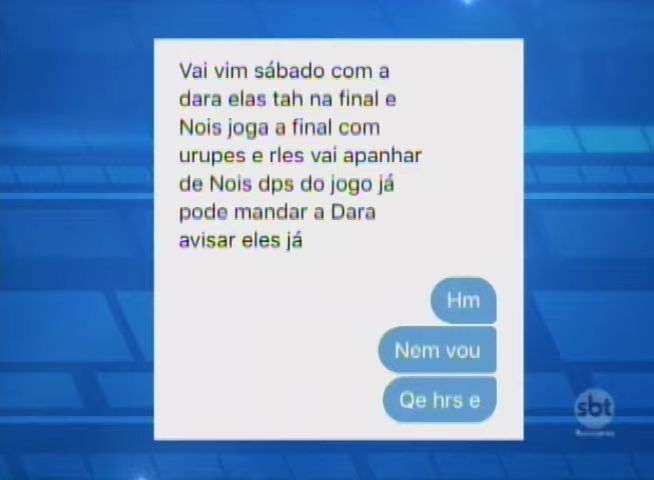 Vai vim sábado com a
dara elas tah na final e
Nois joga a final com
urupes e rles vai apanhar
de Nois dps do jogo já
pode mandar a Dara
avisar eles já
Hm
Nem vou
Qe hrs e
sbt